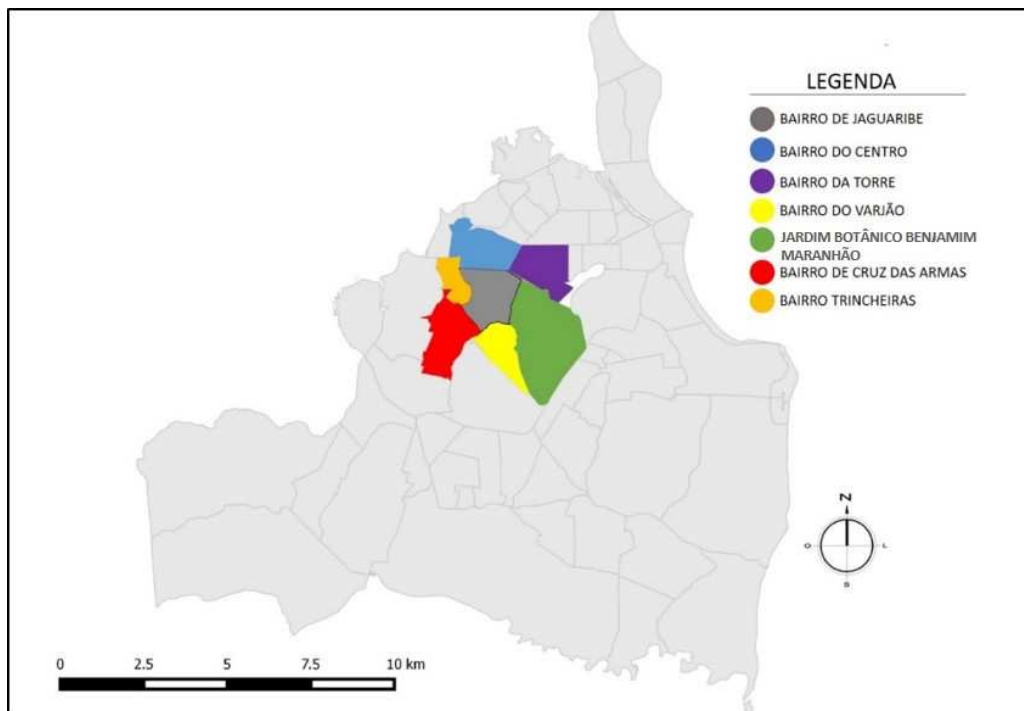 LEGENDA
BAIRRO DE JAGUARIBE
BAIRRO DO CENTRO
BAIRRO DA TORRE
BAIRRO DO VARJÃO
JARDIM BOTÂNICO BENJAMIM
MARANHÃO
BAIRRO DE CRUZ DAS ARMAS
BAIRRO TRINCHEIRAS
N
O L
S
0 2.5 5 7.5 10 km